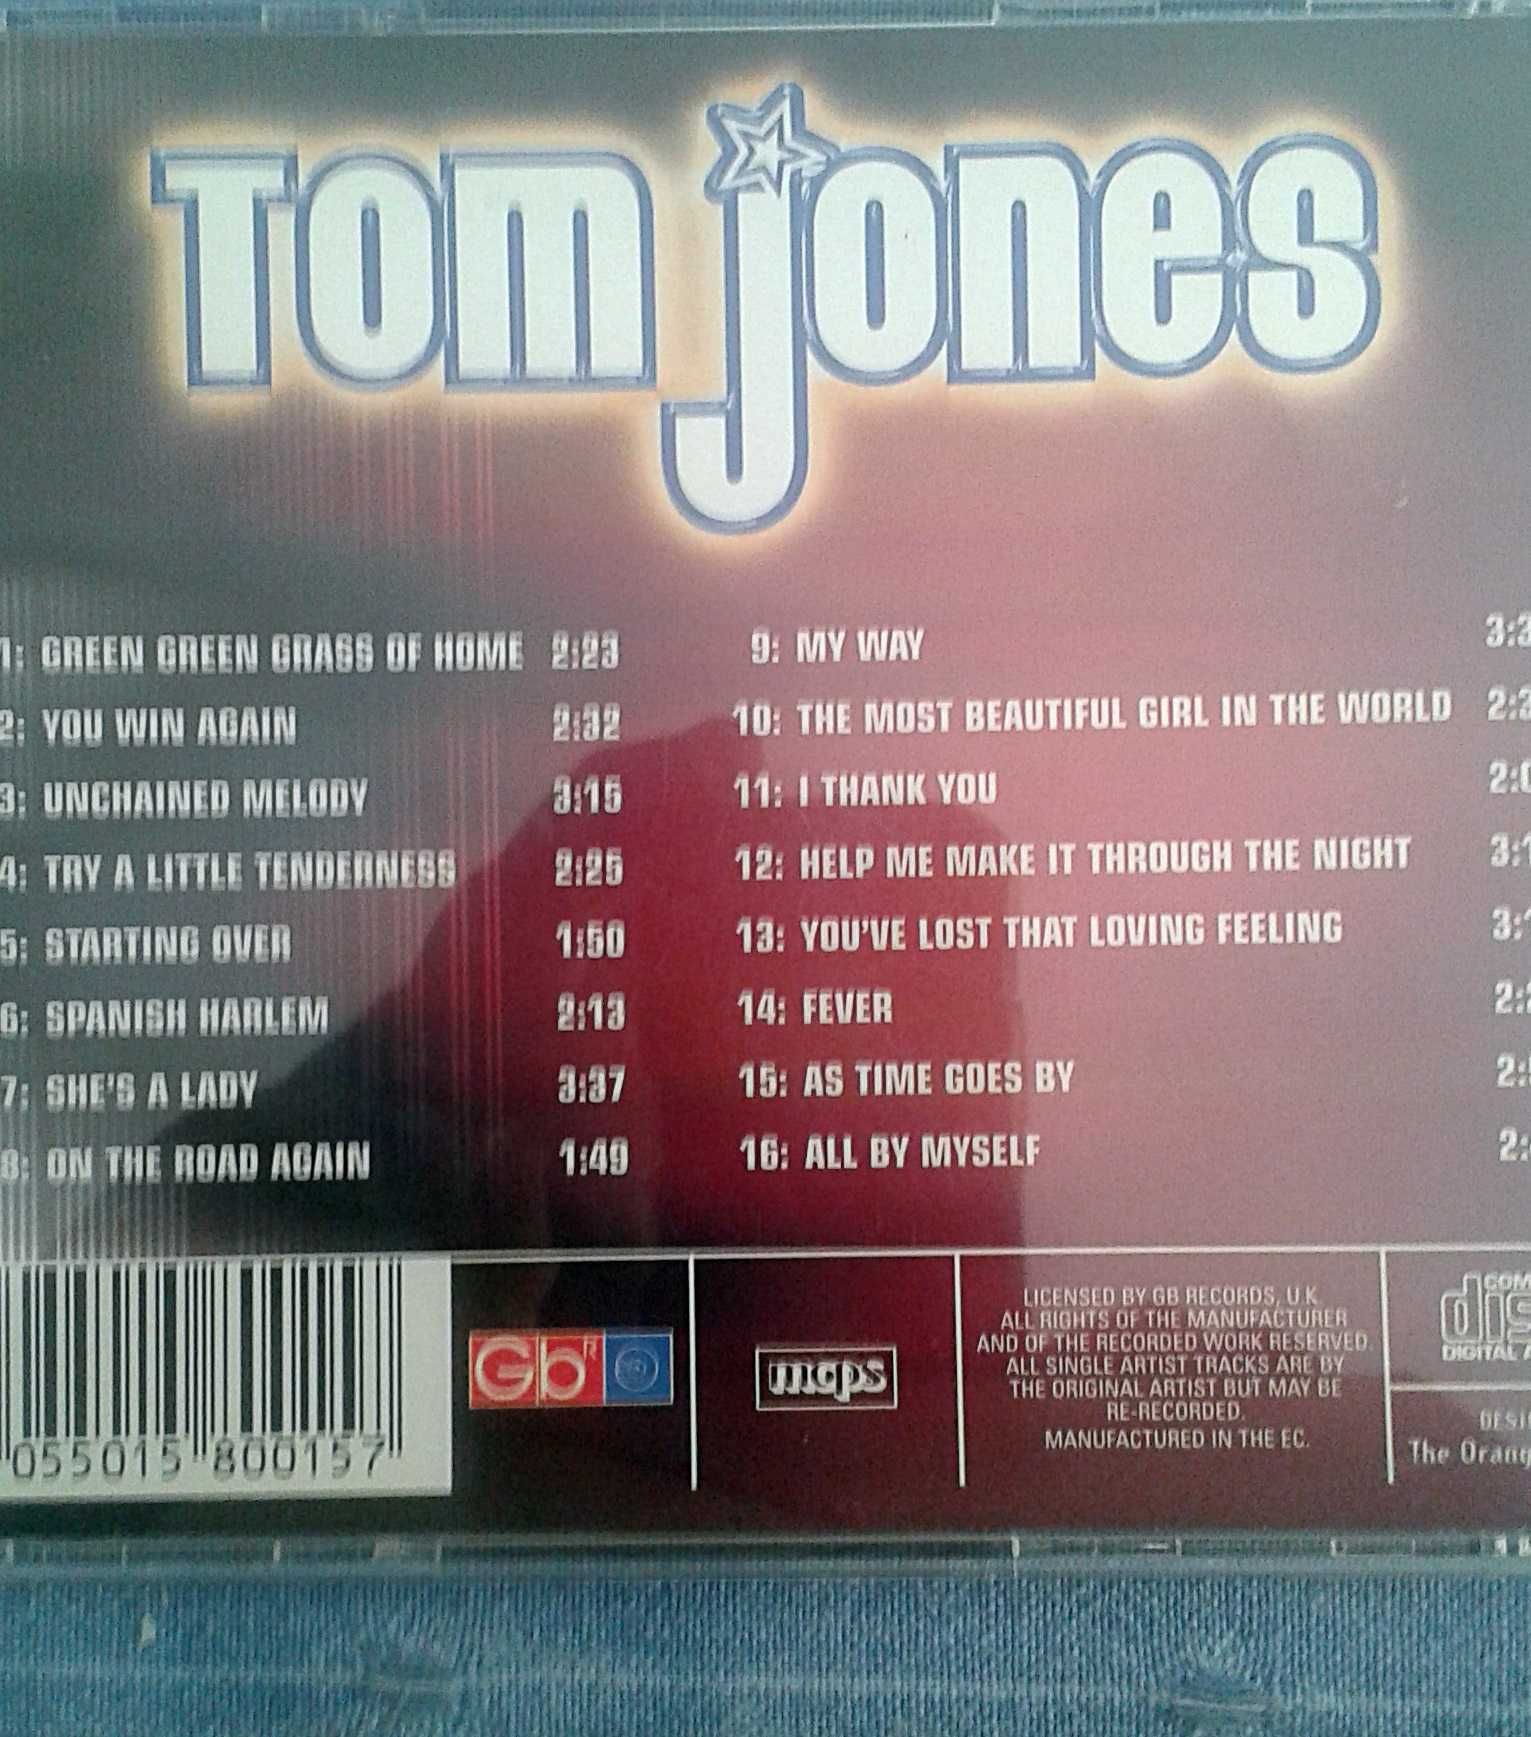 Tom Jones
1: GREEN GREEN GRASS OF HOME 2:23
2: YOU WIN AGAIN 2:32
3: UNCHAINED MELODY 3:15
4: TRY A LITTLE TENDERNESS 2:25
5: STARTING OVER 1:50
6: SPANISH HARLEM 2:13
7: SHE'S A LADY 3:37
8: ON THE ROAD AGAIN 1:49
9: MY WAY
10: THE MOST BEAUTIFUL GIRL IN THE WORLD
11: I THANK YOU
12: HELP ME MAKE IT THROUGH THE NIGHT
13: YOU'VE LOST THAT LOVING FEELING
14: FEVER
15: AS TIME GOES BY
16: ALL BY MYSELF
055015 800157
GbR
mcps
LICENSED BY GB RECORDS, U.K.
ALL RIGHTS OF THE MANUFACTURER
AND OF THE RECORDED WORK RESERVED.
ALL SINGLE ARTIST TRACKS ARE BY
THE ORIGINAL ARTIST BUT MAY BE
RE-RECORDED.
MANUFACTURED IN THE EC.
DIGITAL
The